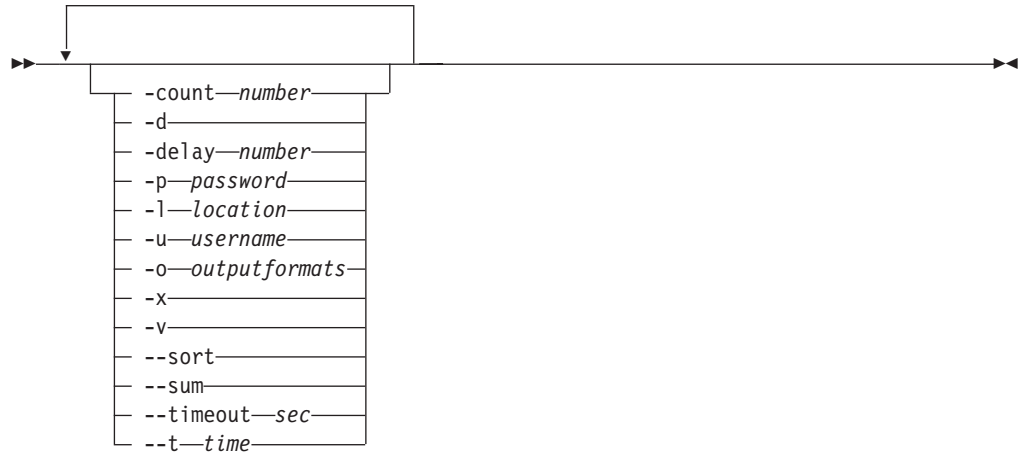 -count number
-d
-delay number
-p password
-l location
-u username
-o outputformats
-x
-v
--sort
--sum
--timeout sec
--t time